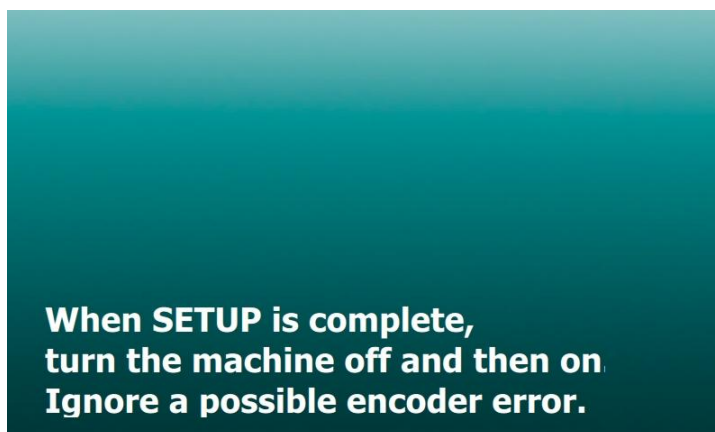 When SETUP is complete,
turn the machine off and then on.
Ignore a possible encoder error.